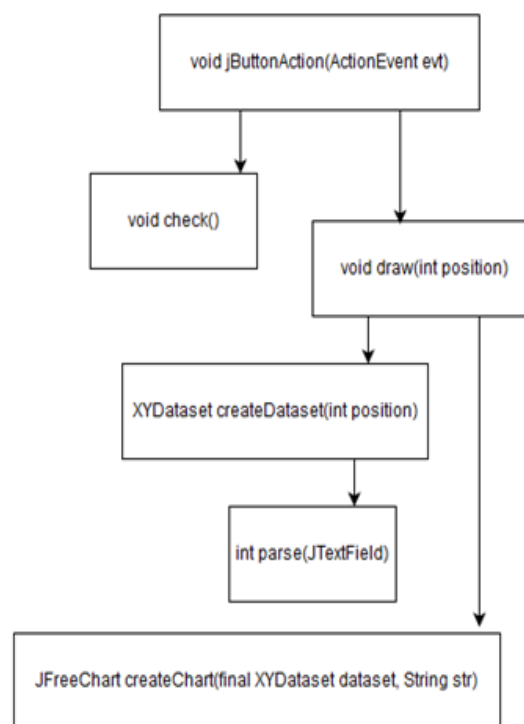 void jButtonAction(ActionEvent evt)
void check()
void draw(int position)
XYDataset createDataset(int position)
int parse(JTextField)
JFreeChart createChart(final XYDataset dataset, String str)